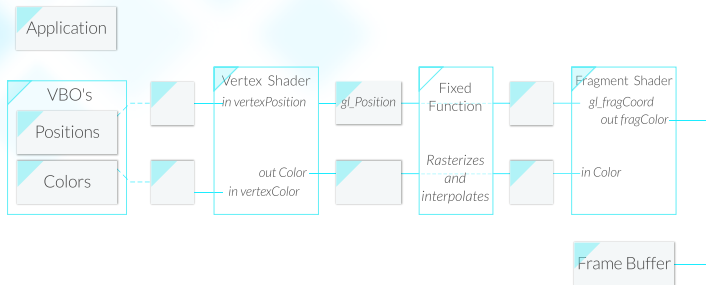 Application
VBO's
Positions
Colors
Vertex Shader
in vertexPosition
out Color
in vertexColor
gl_Position
Fixed
Function
Rasterizes
and
interpolates
Fragment Shader
gl_fragCoord
out fragColor
in Color
Frame Buffer